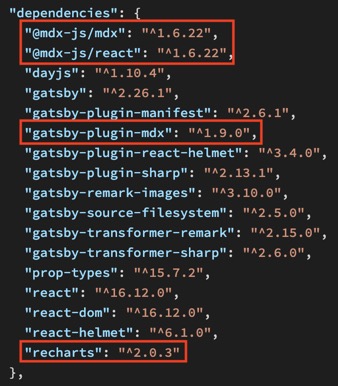 "dependencies": {
"@mdx-js/mdx": "^1.6.22",
"@mdx-js/react": "^1.6.22",
"dayjs": "^1.10.4",
"gatsby": "^2.26.1",
"gatsby-plugin-manifest": "^2.6.1",
"gatsby-plugin-mdx": "^1.9.0",
"gatsby-plugin-react-helmet": "^3.4.0",
"gatsby-plugin-sharp": "^2.13.1",
"gatsby-remark-images": "^3.10.0",
"gatsby-source-filesystem": "^2.5.0",
"gatsby-transformer-remark": "^2.15.0",
"gatsby-transformer-sharp": "^2.6.0",
"prop-types": "^15.7.2",
"react": "^16.12.0",
"react-dom": "^16.12.0",
"react-helmet": "^6.1.0",
"recharts": "^2.0.3"
},